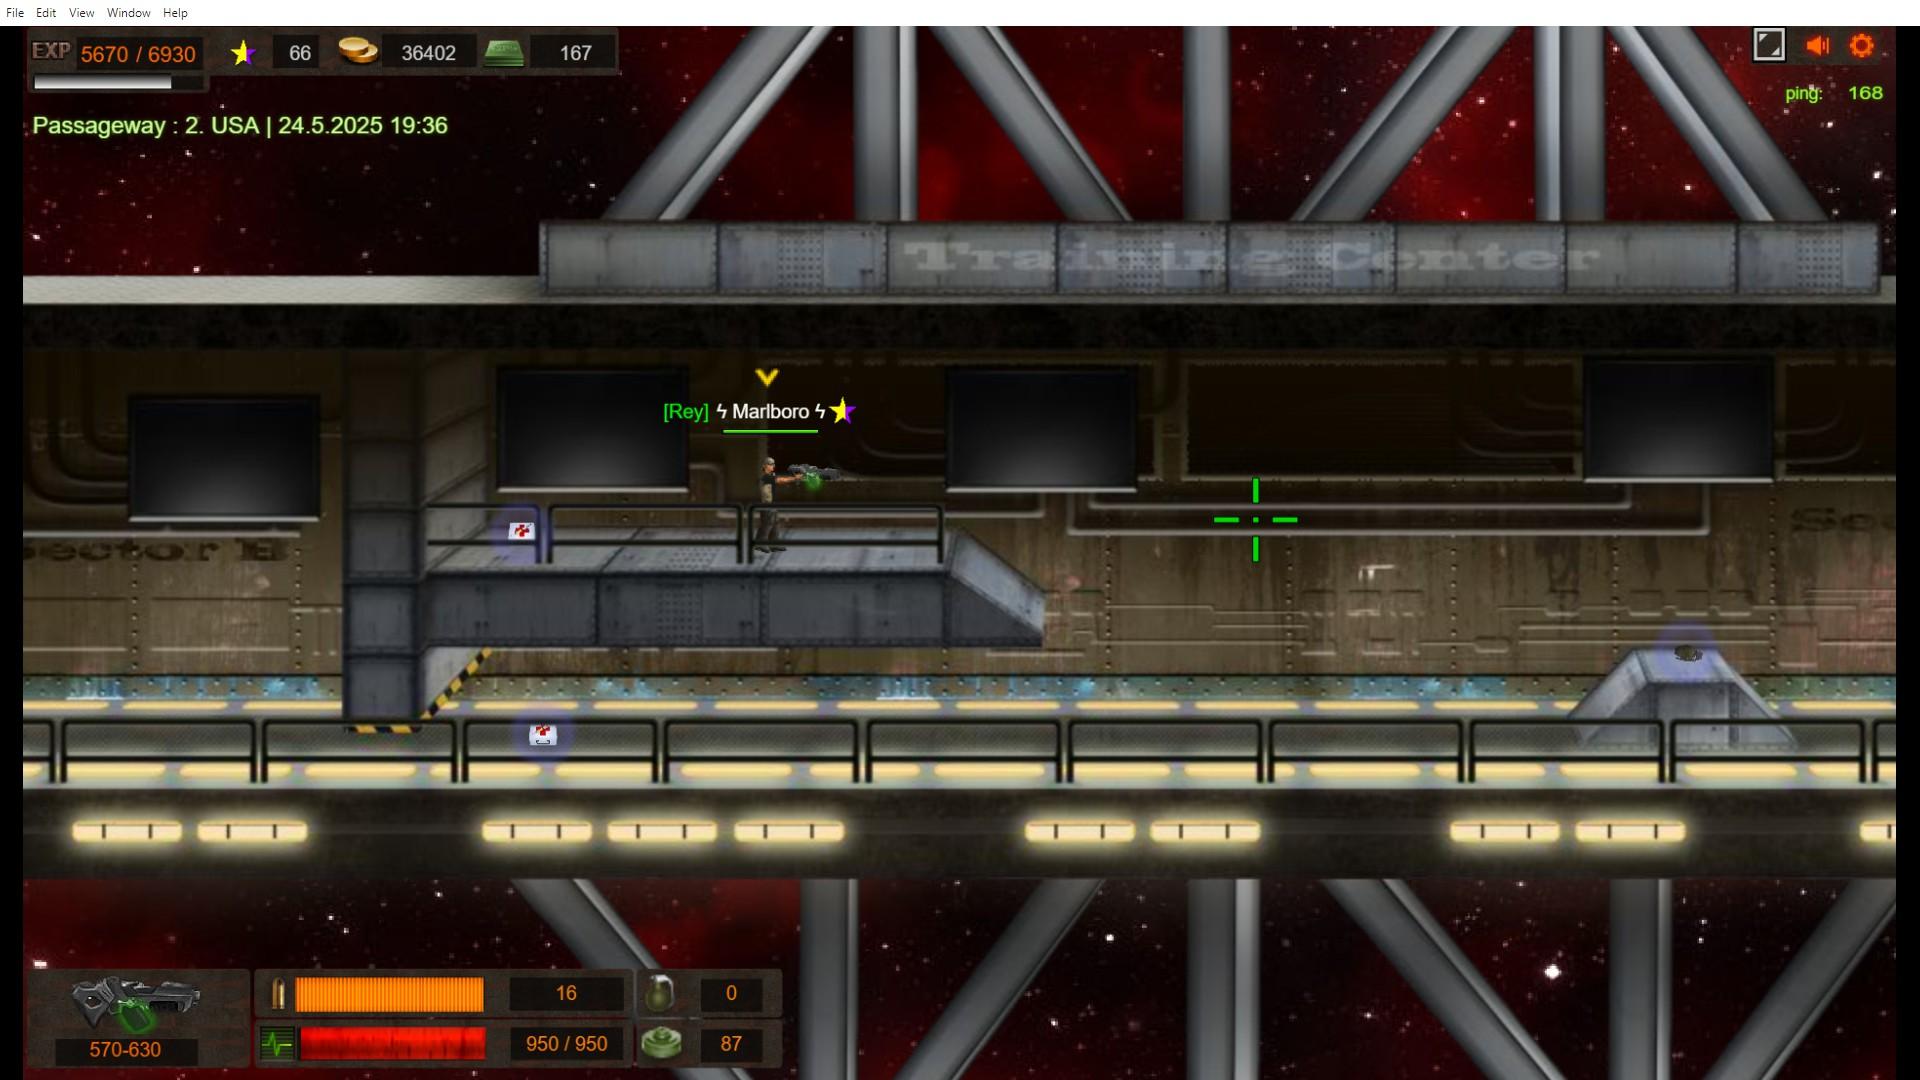 File Edit View Window Help
EXP 5670 / 6930 66 36402 167
ping: 168
Passageway : 2. USA | 24.5.2025 19:36
Training Center
[Rey] ϟ Marlboro ϟ
ector B
16 0
570-630 950 / 950 87